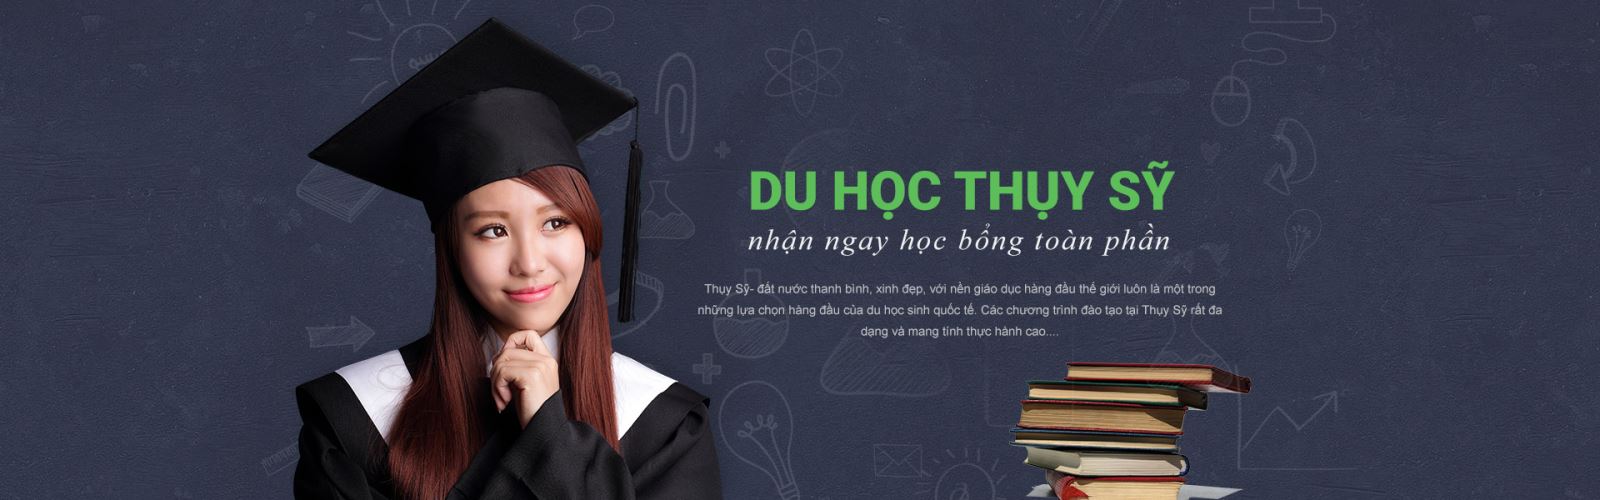 DU HỌC THỤY SỸ
nhận ngay học bổng toàn phần
Thụy Sỹ- đất nước thanh bình, xinh đẹp, với nền giáo dục hàng đầu thế giới luôn là một trong
những lựa chọn hàng đầu của du học sinh quốc tế. Các chương trình đào tạo tại Thụy Sỹ rất đa
dạng và mang tính thực hành cao....